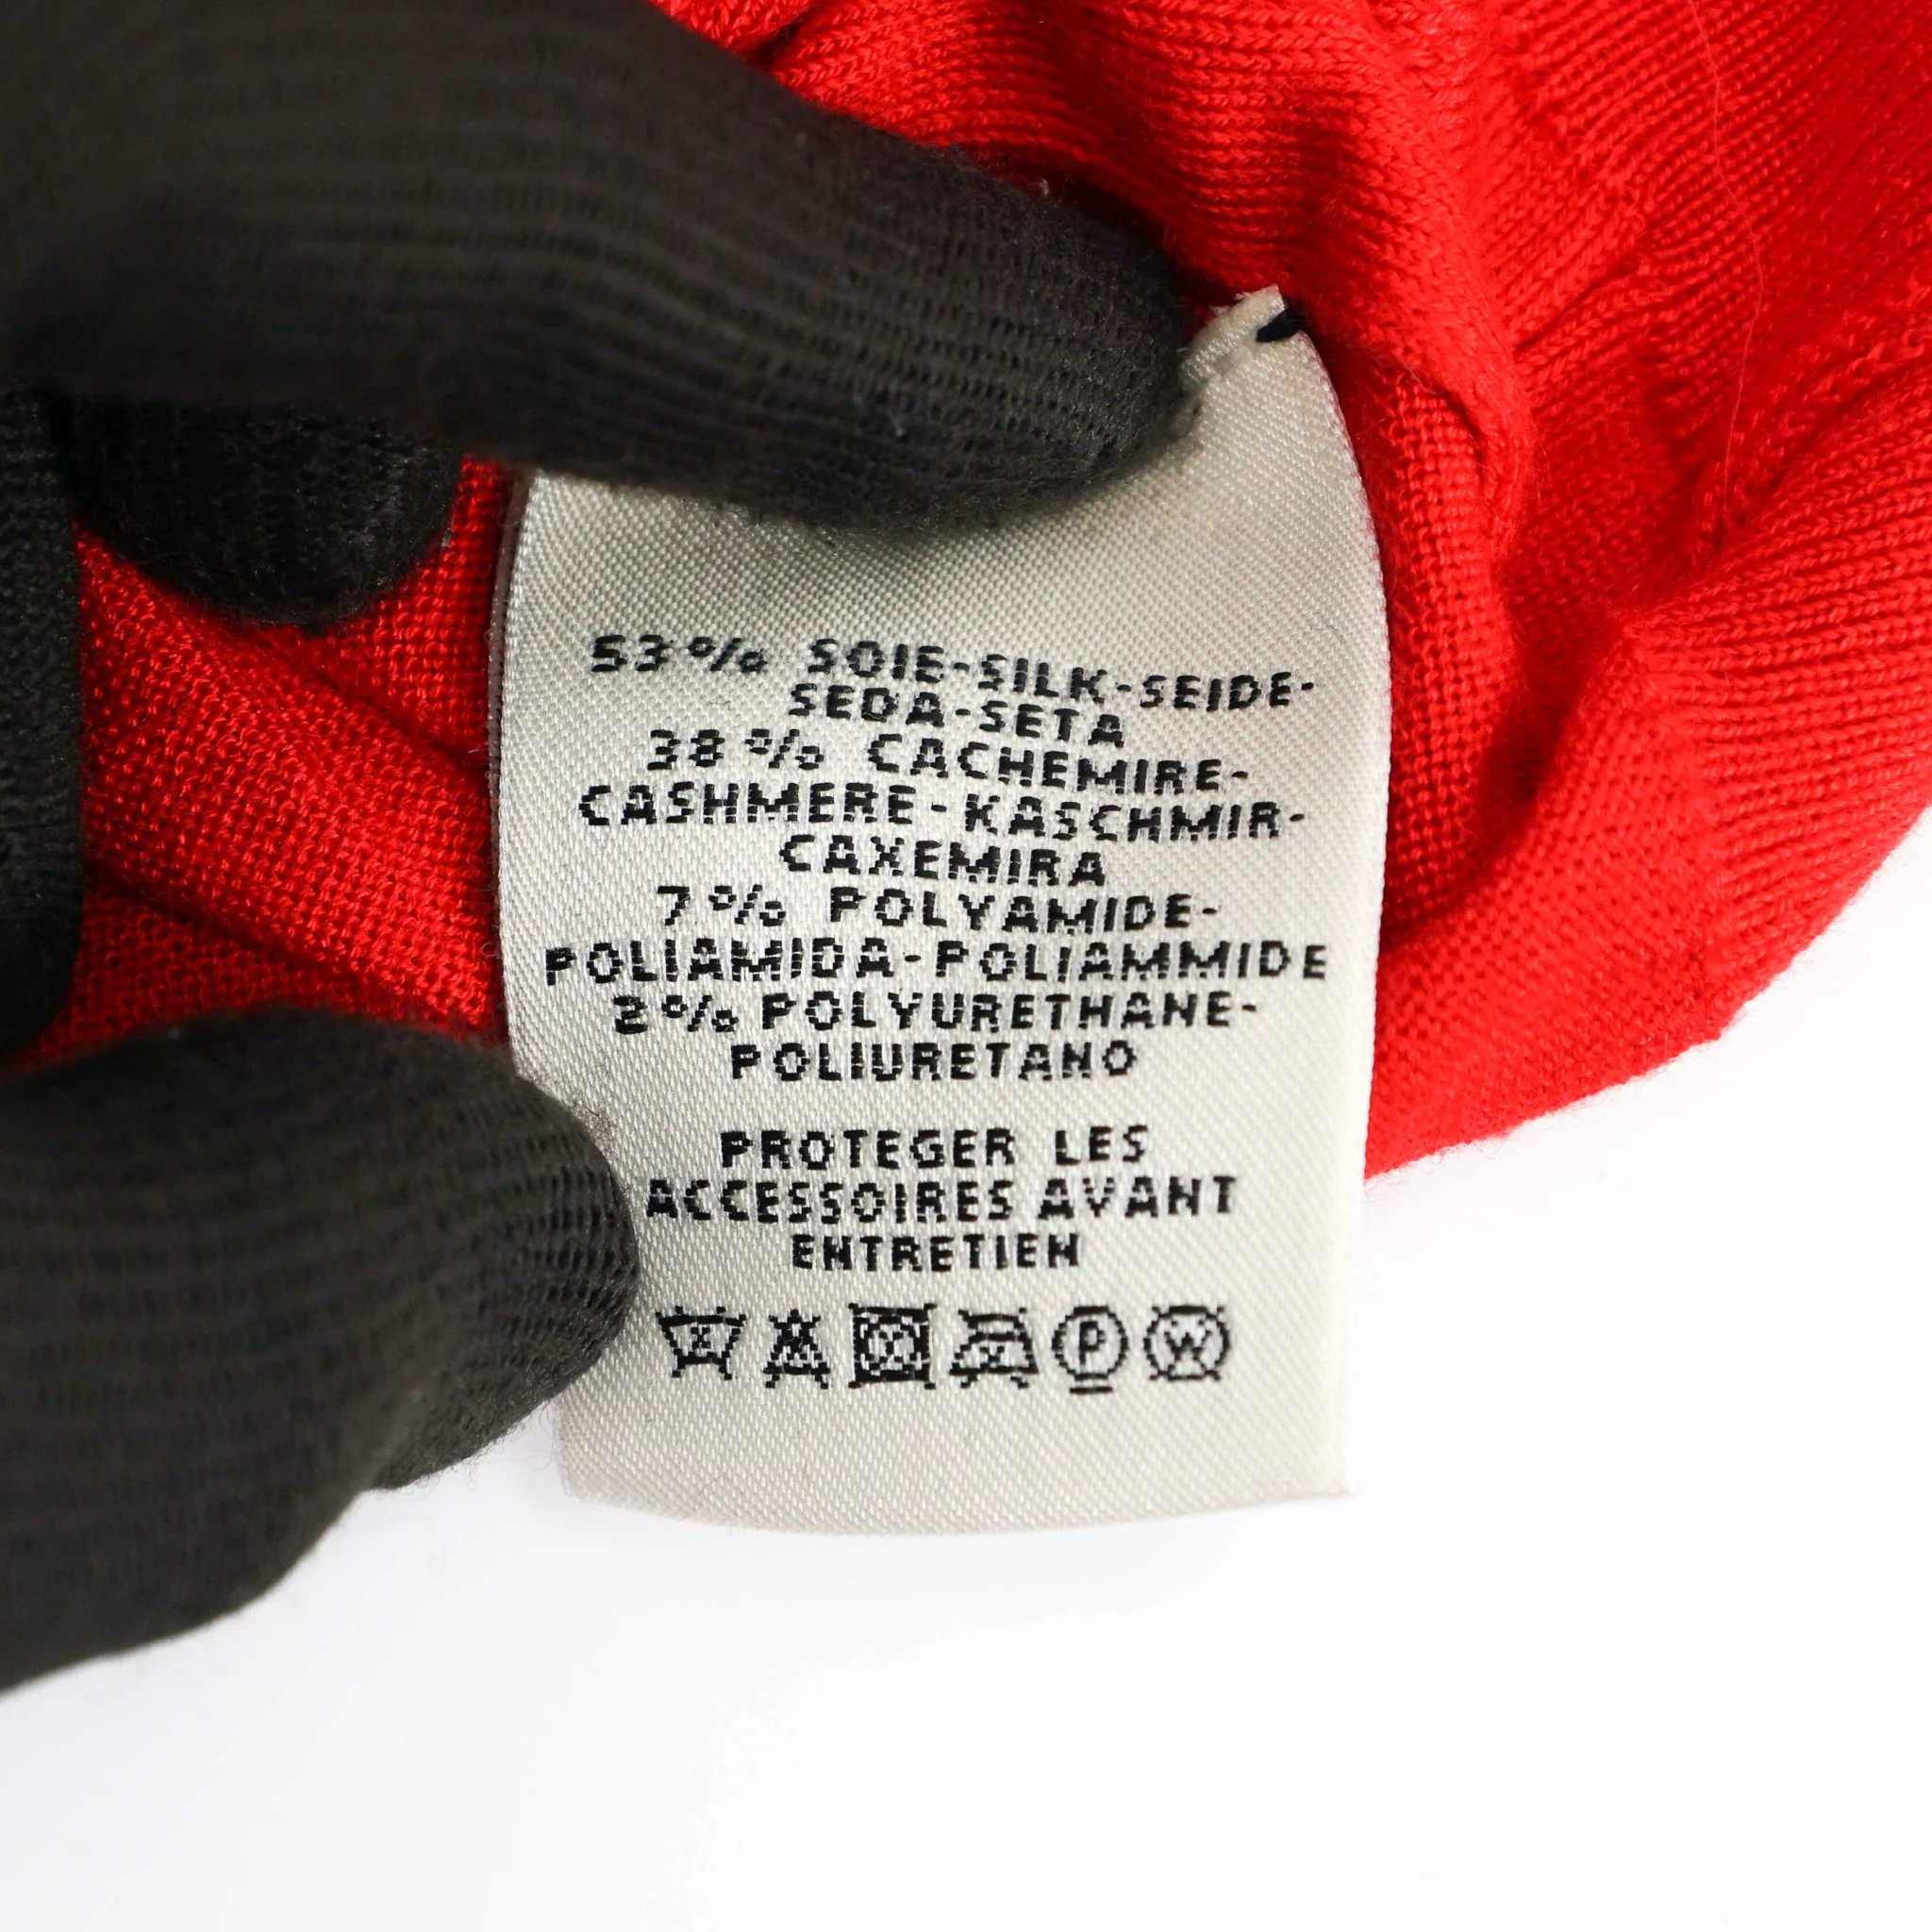 53% SOIE-SILK-SEIDE-
SEDA-SETA
38% CACHEMIRE-
CASHMERE-KASCHMIR-
CAXEMIRA
7% POLYAMIDE-
POLIAMIDA-POLIAMMIDE
2% POLYURETHANE-
POLIURETANO
PROTEGER LES
ACCESSOIRES AVANT
ENTRETIEN
P W